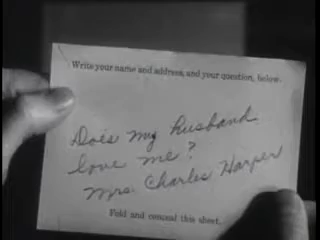 Write your name and address, and your question, below.
Does my husband
love me?
Mrs. Charles Harper
Fold and conceal this sheet.